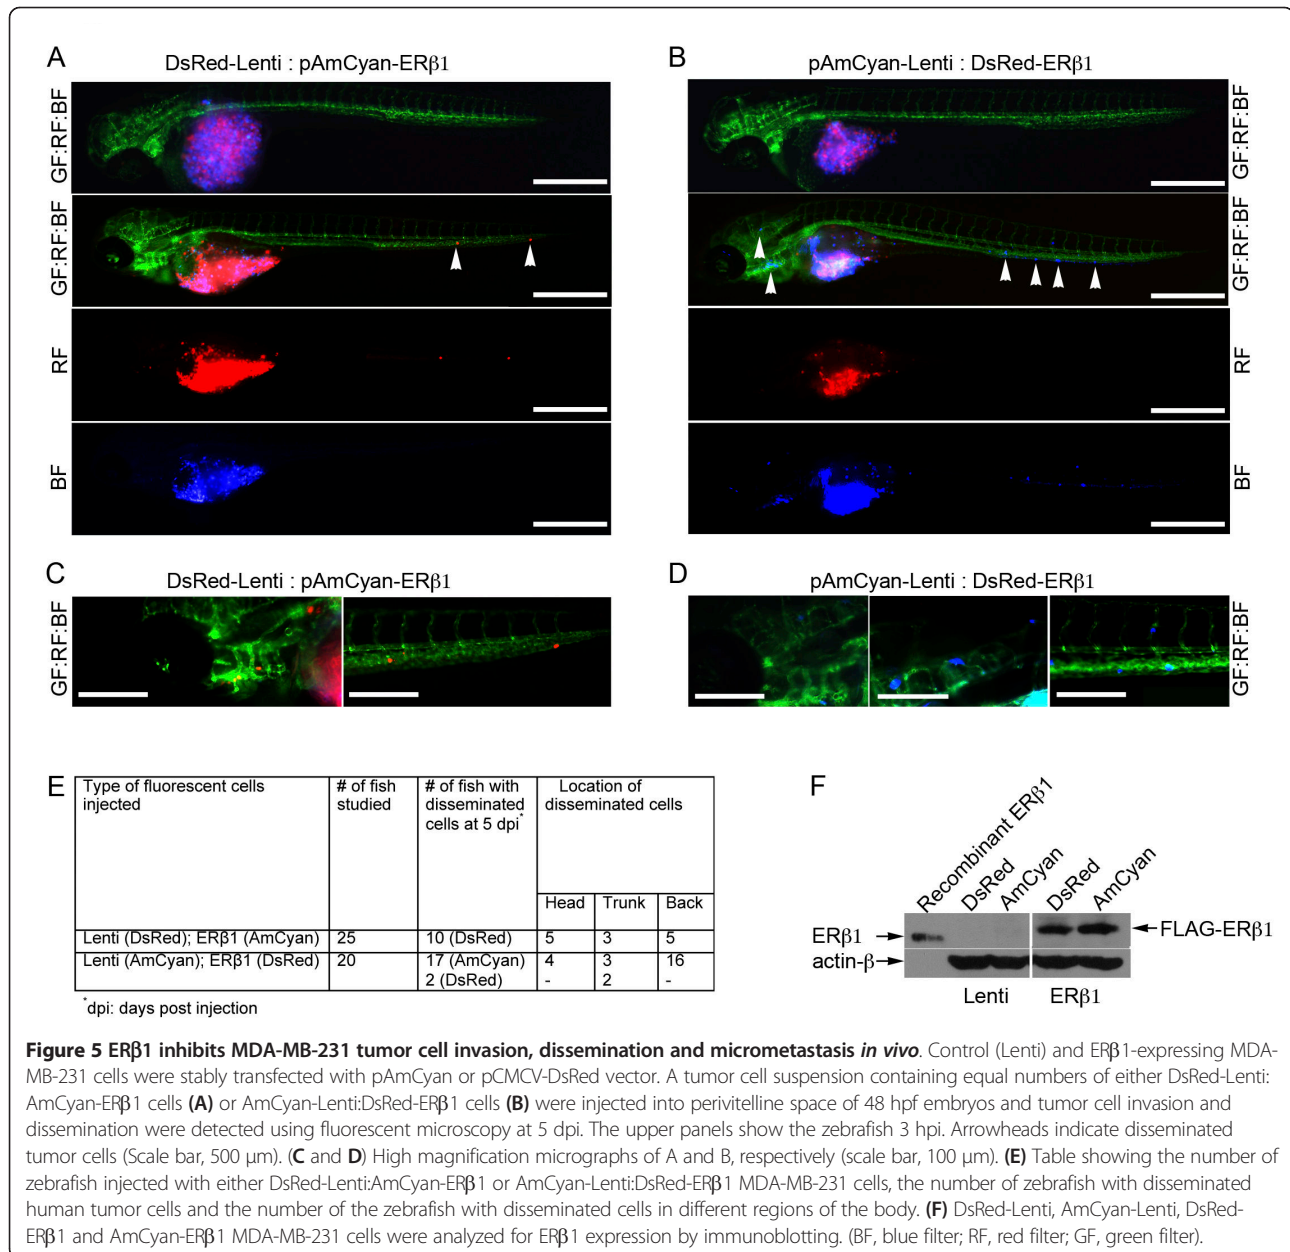 A
DsRed-Lenti : pAmCyan-ERβ1
GF:RF:BF
GF:RF:BF
RF
BF
B
pAmCyan-Lenti : DsRed-ERβ1
GF:RF:BF
GF:RF:BF
RF
BF
C
DsRed-Lenti : pAmCyan-ERβ1
GF:RF:BF
D
pAmCyan-Lenti : DsRed-ERβ1
GF:RF:BF
E
Type of fluorescent cells injected | # of fish studied | # of fish with disseminated cells at 5 dpi* | Location of disseminated cells
Head | Trunk | Back
Lenti (DsRed); ERβ1 (AmCyan) | 25 | 10 (DsRed) | 5 | 3 | 5
Lenti (AmCyan); ERβ1 (DsRed) | 20 | 17 (AmCyan) | 4 | 3 | 16
2 (DsRed) | - | 2 | -
*dpi: days post injection
F
Recombinant ERβ1
DsRed
AmCyan
DsRed
AmCyan
ERβ1
FLAG-ERβ1
actin-β
Lenti
ERβ1
Figure 5 ERβ1 inhibits MDA-MB-231 tumor cell invasion, dissemination and micrometastasis in vivo. Control (Lenti) and ERβ1-expressing MDA-
MB-231 cells were stably transfected with pAmCyan or pCMCV-DsRed vector. A tumor cell suspension containing equal numbers of either DsRed-Lenti:
AmCyan-ERβ1 cells (A) or AmCyan-Lenti:DsRed-ERβ1 cells (B) were injected into perivitelline space of 48 hpf embryos and tumor cell invasion and
dissemination were detected using fluorescent microscopy at 5 dpi. The upper panels show the zebrafish 3 hpi. Arrowheads indicate disseminated
tumor cells (Scale bar, 500 μm). (C and D) High magnification micrographs of A and B, respectively (scale bar, 100 μm). (E) Table showing the number of
zebrafish injected with either DsRed-Lenti:AmCyan-ERβ1 or AmCyan-Lenti:DsRed-ERβ1 MDA-MB-231 cells, the number of zebrafish with disseminated
human tumor cells and the number of the zebrafish with disseminated cells in different regions of the body. (F) DsRed-Lenti, AmCyan-Lenti, DsRed-
ERβ1 and AmCyan-ERβ1 MDA-MB-231 cells were analyzed for ERβ1 expression by immunoblotting. (BF, blue filter; RF, red filter; GF, green filter).